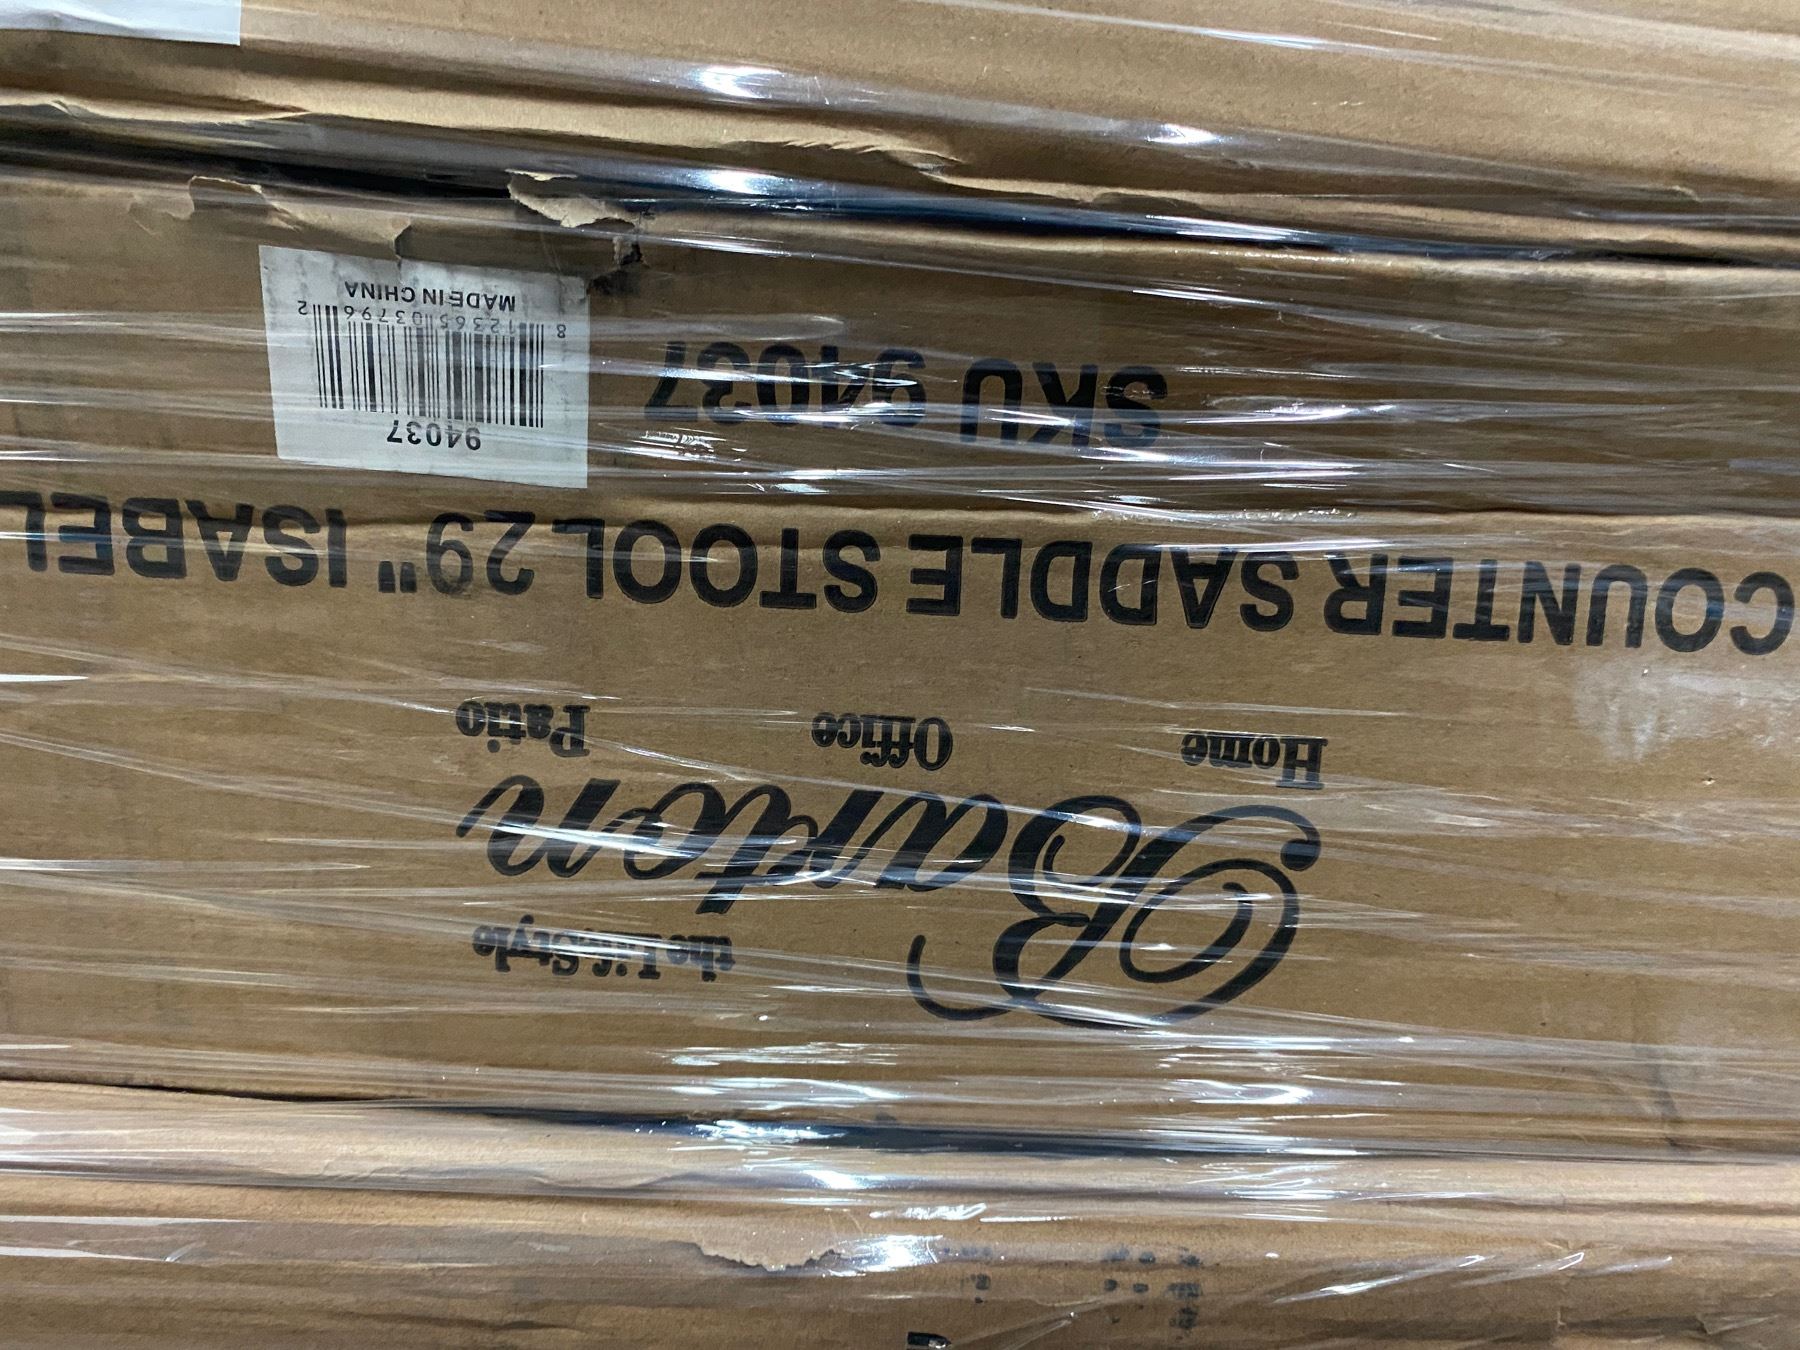 the LifeStyle
Barton
Home Office Patio
COUNTER SADDLE STOOL 29" ISABEL
SKU 94037
94037
8 12365 03796 2
MADE IN CHINA